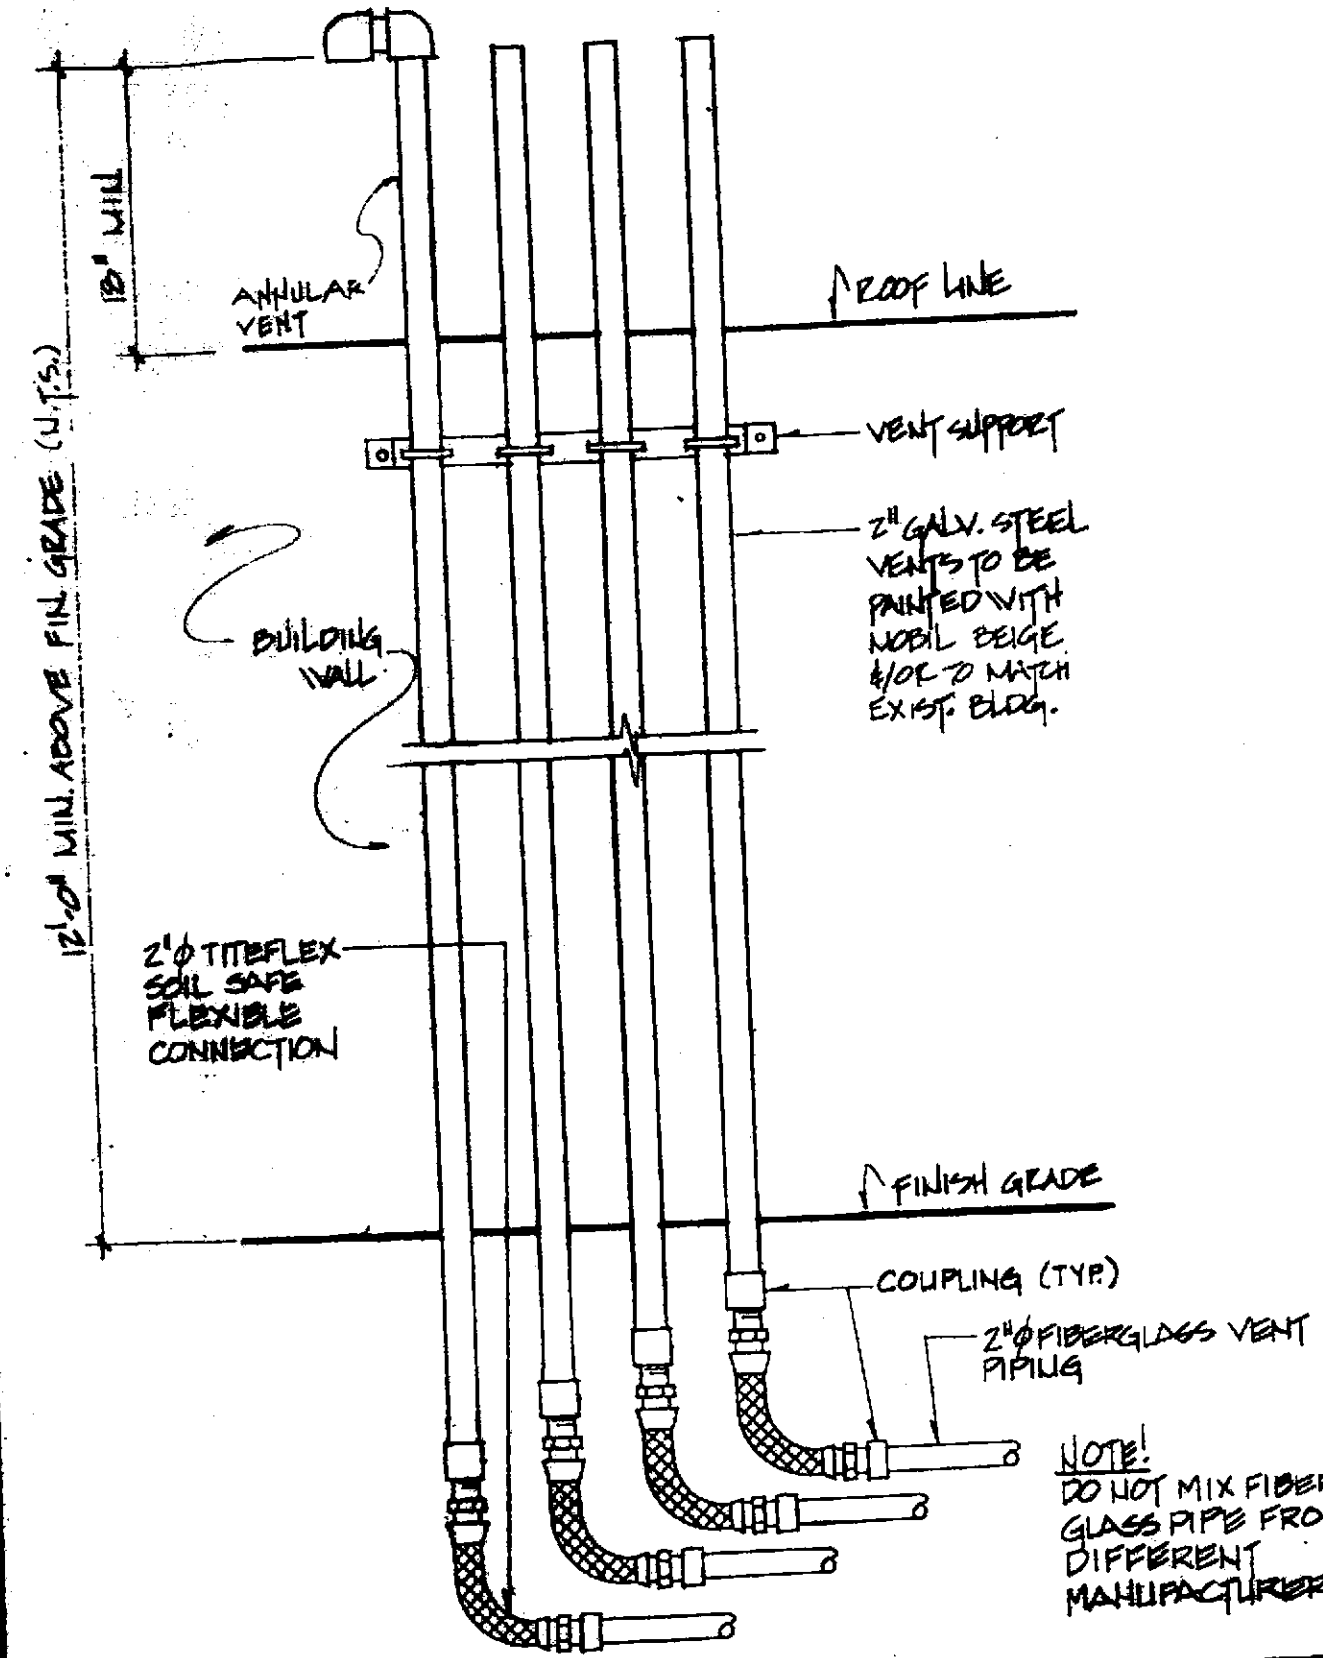 18" MIN
12'-0" MIN. ABOVE FIN. GRADE (N.T.S.)
ANNULAR
VENT
ROOF LINE
VENT SUPPORT
2" GALV. STEEL
VENTS TO BE
PAINTED WITH
MOBIL BEIGE
&/OR TO MATCH
EXIST. BLDG.
BUILDING
WALL
2"ϕ TITEFLEX
SOIL SAFE
FLEXIBLE
CONNECTION
FINISH GRADE
COUPLING (TYP.)
2"ϕ FIBERGLASS VENT
PIPING
NOTE!
DO NOT MIX FIBER
GLASS PIPE FRO
DIFFERENT
MANUFACTURER